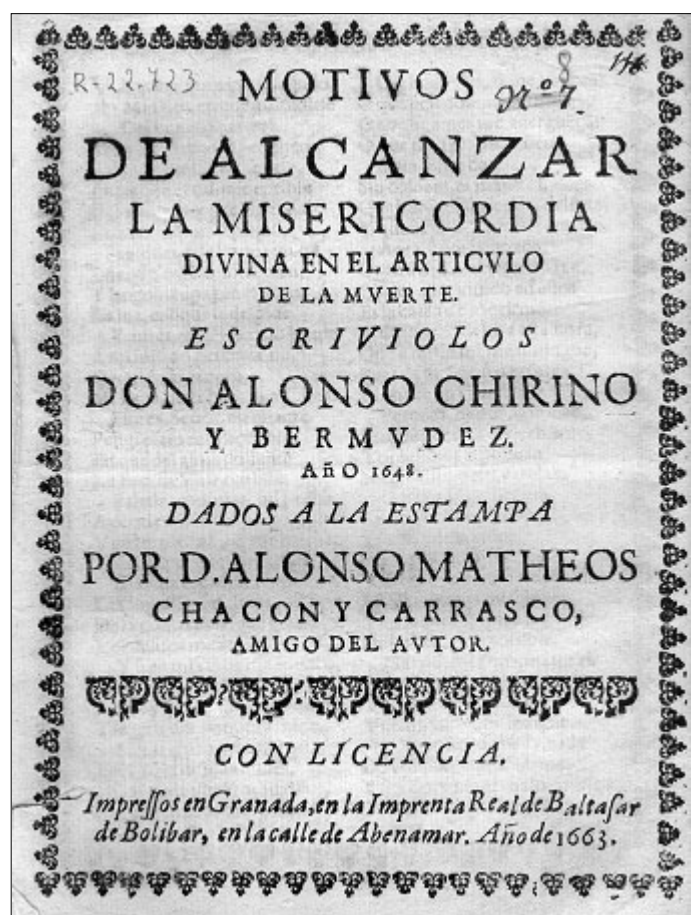 R-22.723
MOTIVOS
8
Nº 7.
DE ALCANZAR
LA MISERICORDIA
DIVINA EN EL ARTICVLO
DE LA MVERTE.
ESCRIVIOLOS
DON ALONSO CHIRINO
Y BERMVDEZ.
Año 1648.
DADOS A LA ESTAMPA
POR D. ALONSO MATHEOS
CHACON Y CARRASCO,
AMIGO DEL AVTOR.
CON LICENCIA.
Impreſſos en Granada, en la Imprenta Real de Baltaſar
de Bolibar, en la calle de Abenamar. Año de 1663.